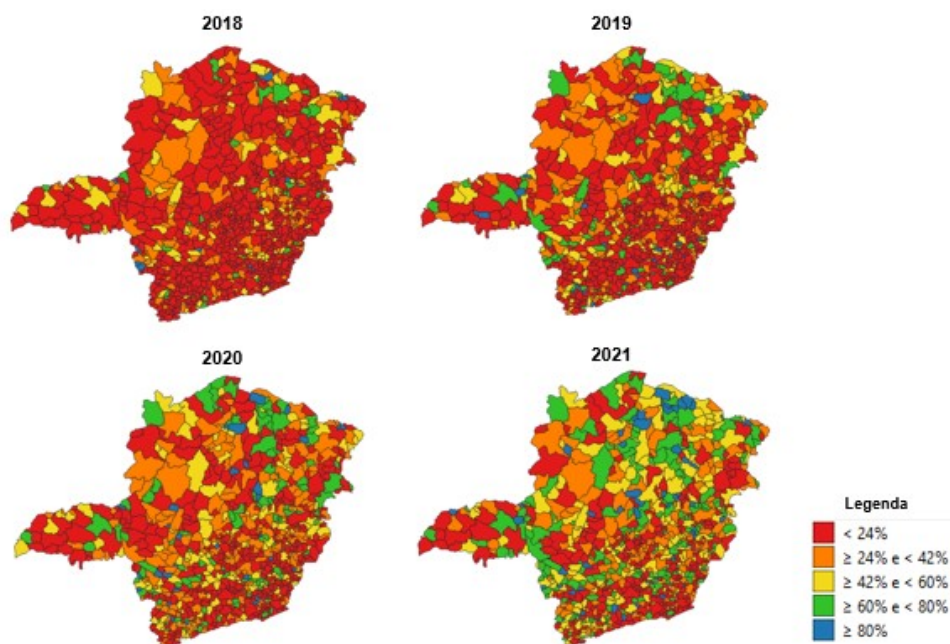 2018
2019
2020
2021
Legenda
< 24%
≥ 24% e < 42%
≥ 42% e < 60%
≥ 60% e < 80%
≥ 80%